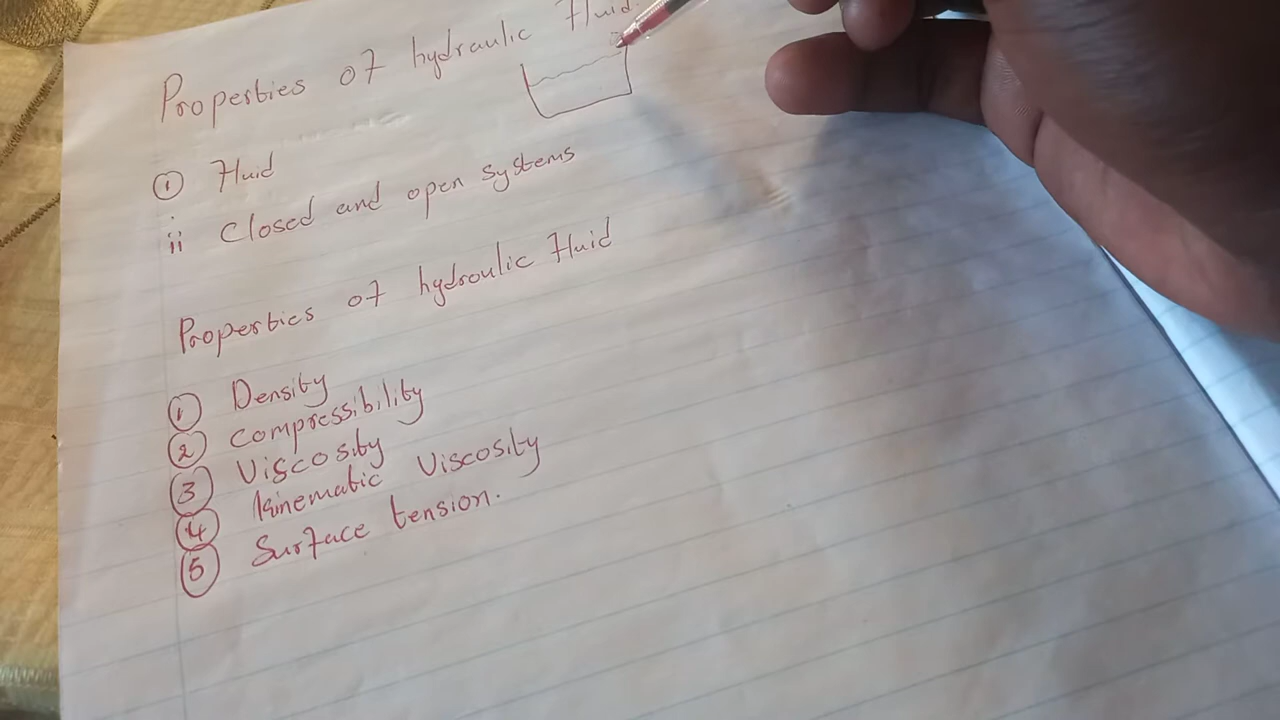 Properties of hydraulic Fluid.
① Fluid
ii Closed and open systems
Properties of hydraulic Fluid
① Density
② Compressibility
③ Viscosity
④ kinematic Viscosity
⑤ Surface tension.